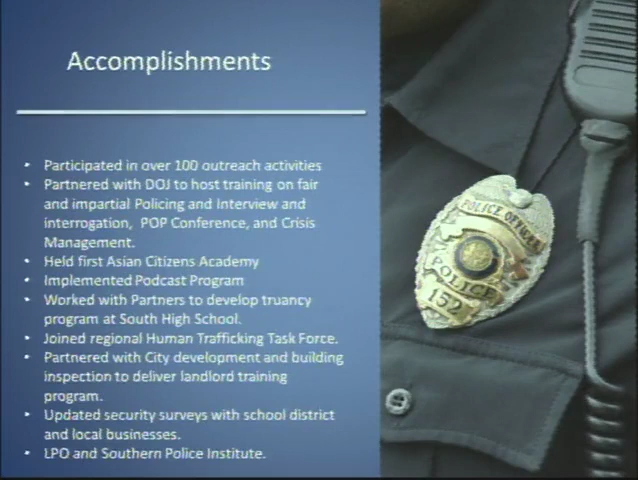 Accomplishments
• Participated in over 100 outreach activities
• Partnered with DOJ to host training on fair
and impartial Policing and Interview and
interrogation, POP Conference, and Crisis
Management.
• Held first Asian Citizens Academy
• Implemented Podcast Program
• Worked with Partners to develop truancy
program at South High School.
• Joined regional Human Trafficking Task Force.
• Partnered with City development and building
inspection to deliver landlord training
program.
• Updated security surveys with school district
and local businesses.
• LPO and Southern Police Institute.
POLICE OFFICER
POLICE
152